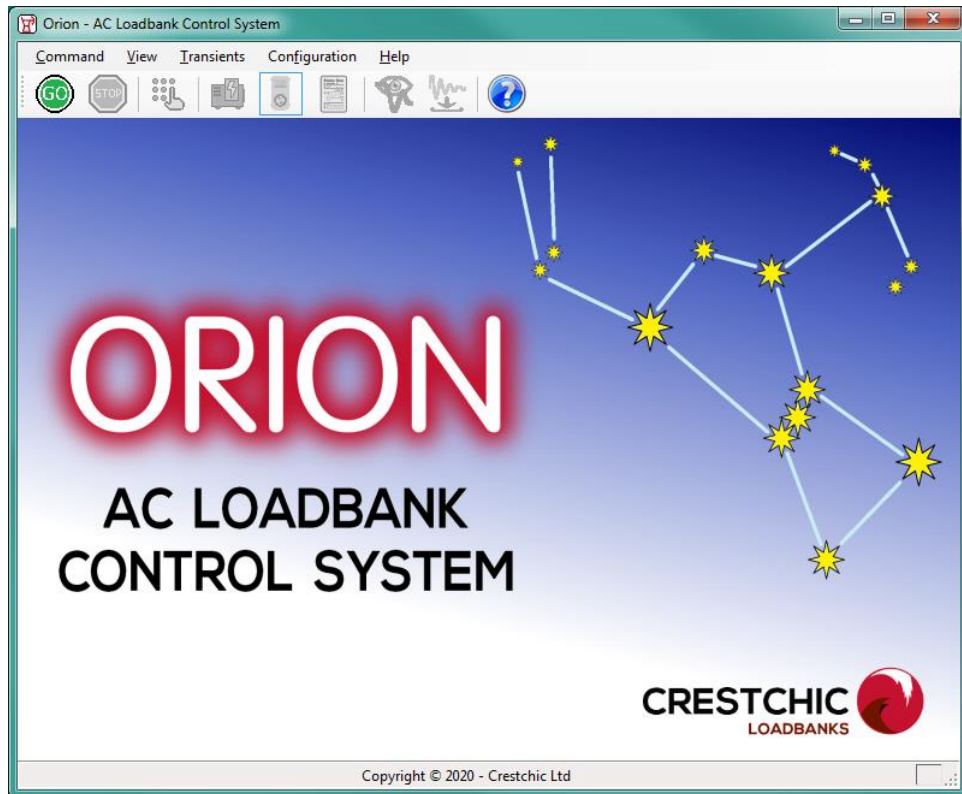 Orion - AC Loadbank Control System
Command View Transients Configuration Help
GO STOP
ORION
AC LOADBANK
CONTROL SYSTEM
CRESTCHIC
LOADBANKS
Copyright © 2020 - Crestchic Ltd